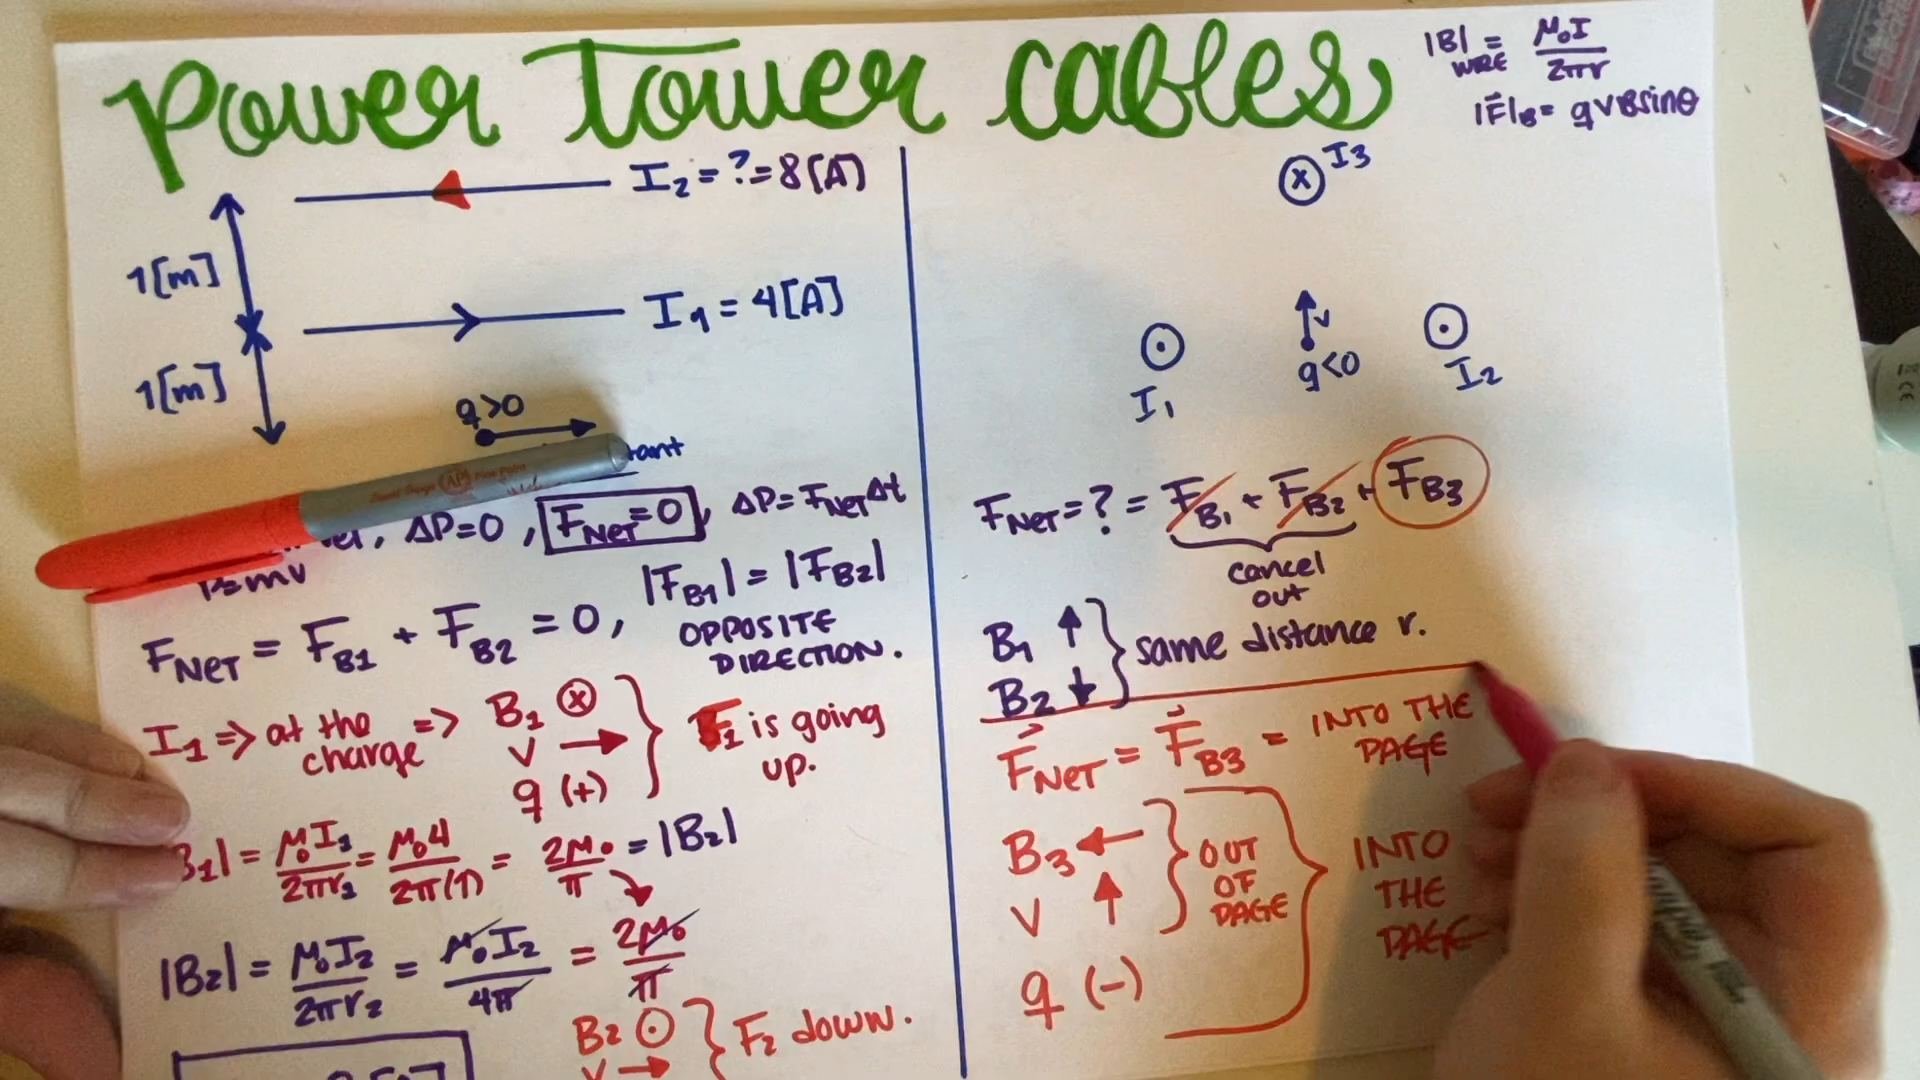 Power Tower cables
|B| WIRE = μ₀I / 2πr
|F⃗|B = qvBsinθ
I₂ = ? = 8[A]
1[m]
I₁ = 4[A]
1[m]
q>0
ΔP=0, FNET=0, ΔP=FNETΔt
P=mv
|FB1| = |FB2|
OPPOSITE
DIRECTION.
FNET = FB1 + FB2 = 0,
I₁ => at the charge => B₁ ⊗
V →
q (+)
F₁ is going
up.
B₁| = μ₀I₁ / 2πr₁ = μ₀4 / 2π(1) = 2μ₀ / π = |B₂|
|B₂| = μ₀I₂ / 2πr₂ = μ₀I₂ / 4π = 2μ₀ / π
B₂ ⊙
V →
F₂ down.
⊗ I₃
v
q<0
⊙ I₁
⊙ I₂
FNET = ? = FB1 + FB2 + FB3
cancel
out
B₁ ↑
B₂ ↓
same distance r.
F⃗NET = F⃗B3 = INTO THE
PAGE
B₃ ←
V ↑
OUT
OF
PAGE
q (-)
INTO
THE
PAGE